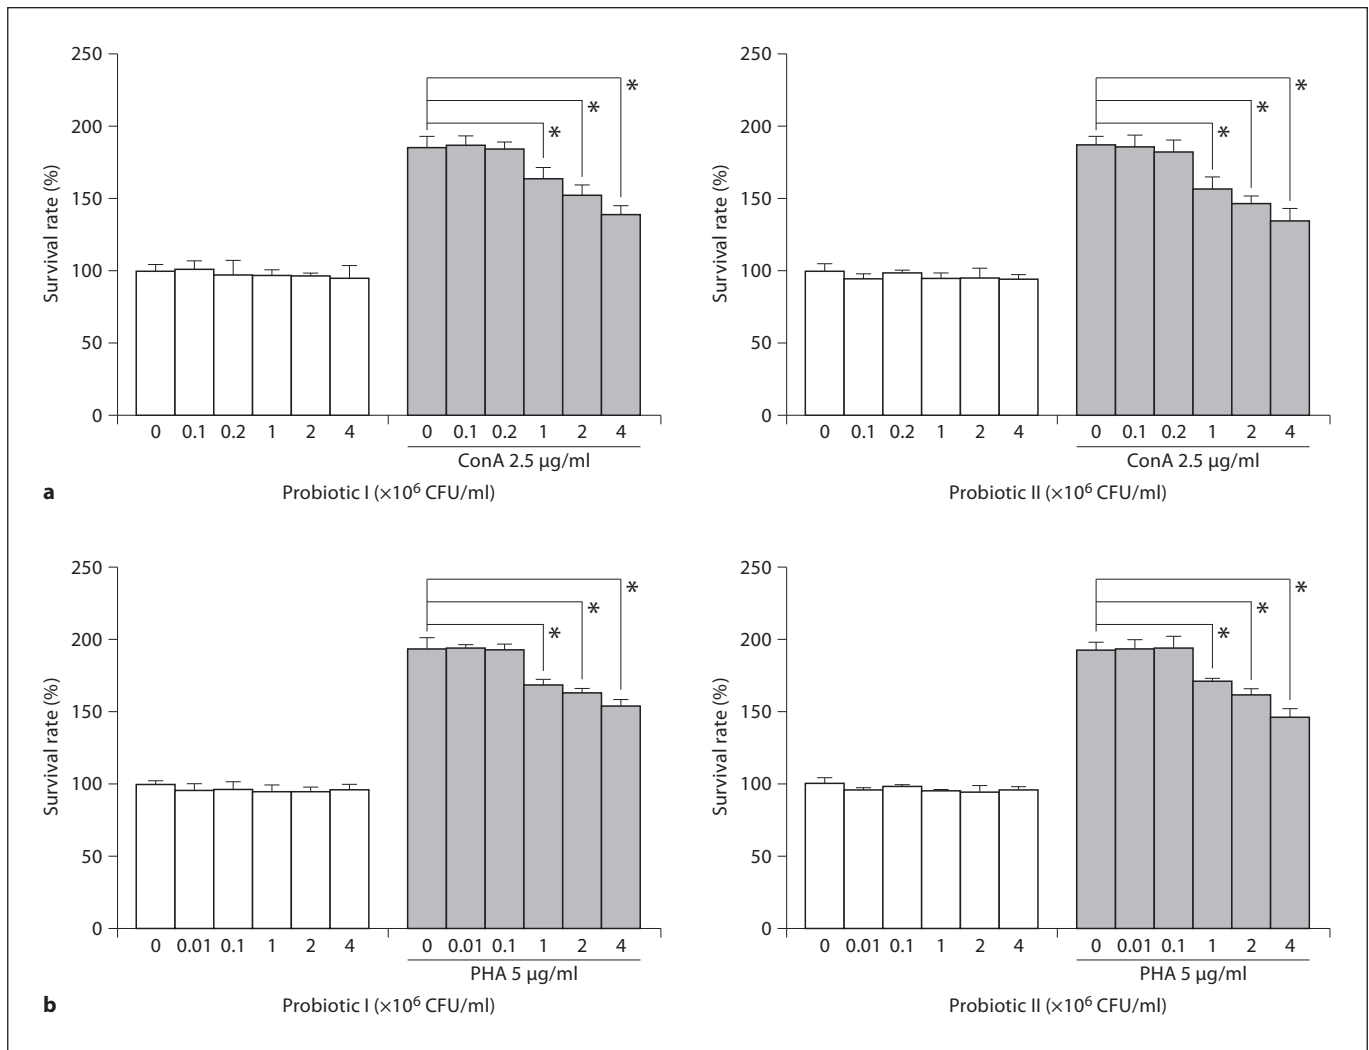 250
200
150
100
50
0
Survival rate (%)
*
*
*
0 0.1 0.2 1 2 4 0 0.1 0.2 1 2 4
ConA 2.5 μg/ml
a
Probiotic I (×10⁶ CFU/ml)
250
200
150
100
50
0
Survival rate (%)
*
*
*
0 0.1 0.2 1 2 4 0 0.1 0.2 1 2 4
ConA 2.5 μg/ml
Probiotic II (×10⁶ CFU/ml)
250
200
150
100
50
0
Survival rate (%)
*
*
*
0 0.01 0.1 1 2 4 0 0.01 0.1 1 2 4
PHA 5 μg/ml
b
Probiotic I (×10⁶ CFU/ml)
250
200
150
100
50
0
Survival rate (%)
*
*
*
0 0.01 0.1 1 2 4 0 0.01 0.1 1 2 4
PHA 5 μg/ml
Probiotic II (×10⁶ CFU/ml)